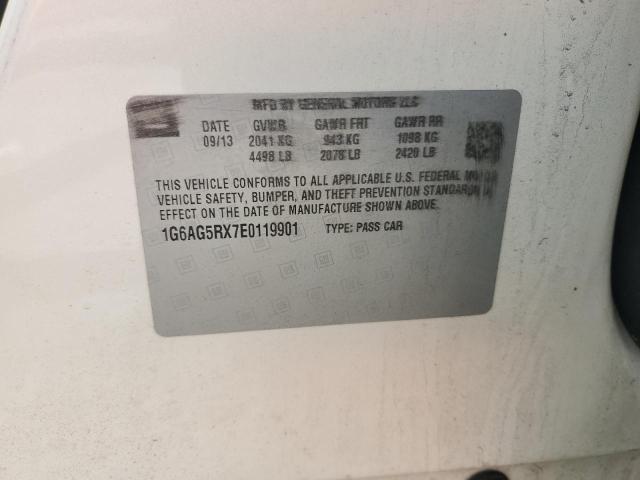 MFD BY GENERAL MOTORS LLC
DATE GVWR GAWR FRT GAWR RR
09/13 2041 KG 943 KG 1098 KG
4498 LB 2078 LB 2420 LB
THIS VEHICLE CONFORMS TO ALL APPLICABLE U.S. FEDERAL MOTOR
VEHICLE SAFETY, BUMPER, AND THEFT PREVENTION STANDARDS IN
EFFECT ON THE DATE OF MANUFACTURE SHOWN ABOVE.
1G6AG5RX7E0119901 TYPE: PASS CAR